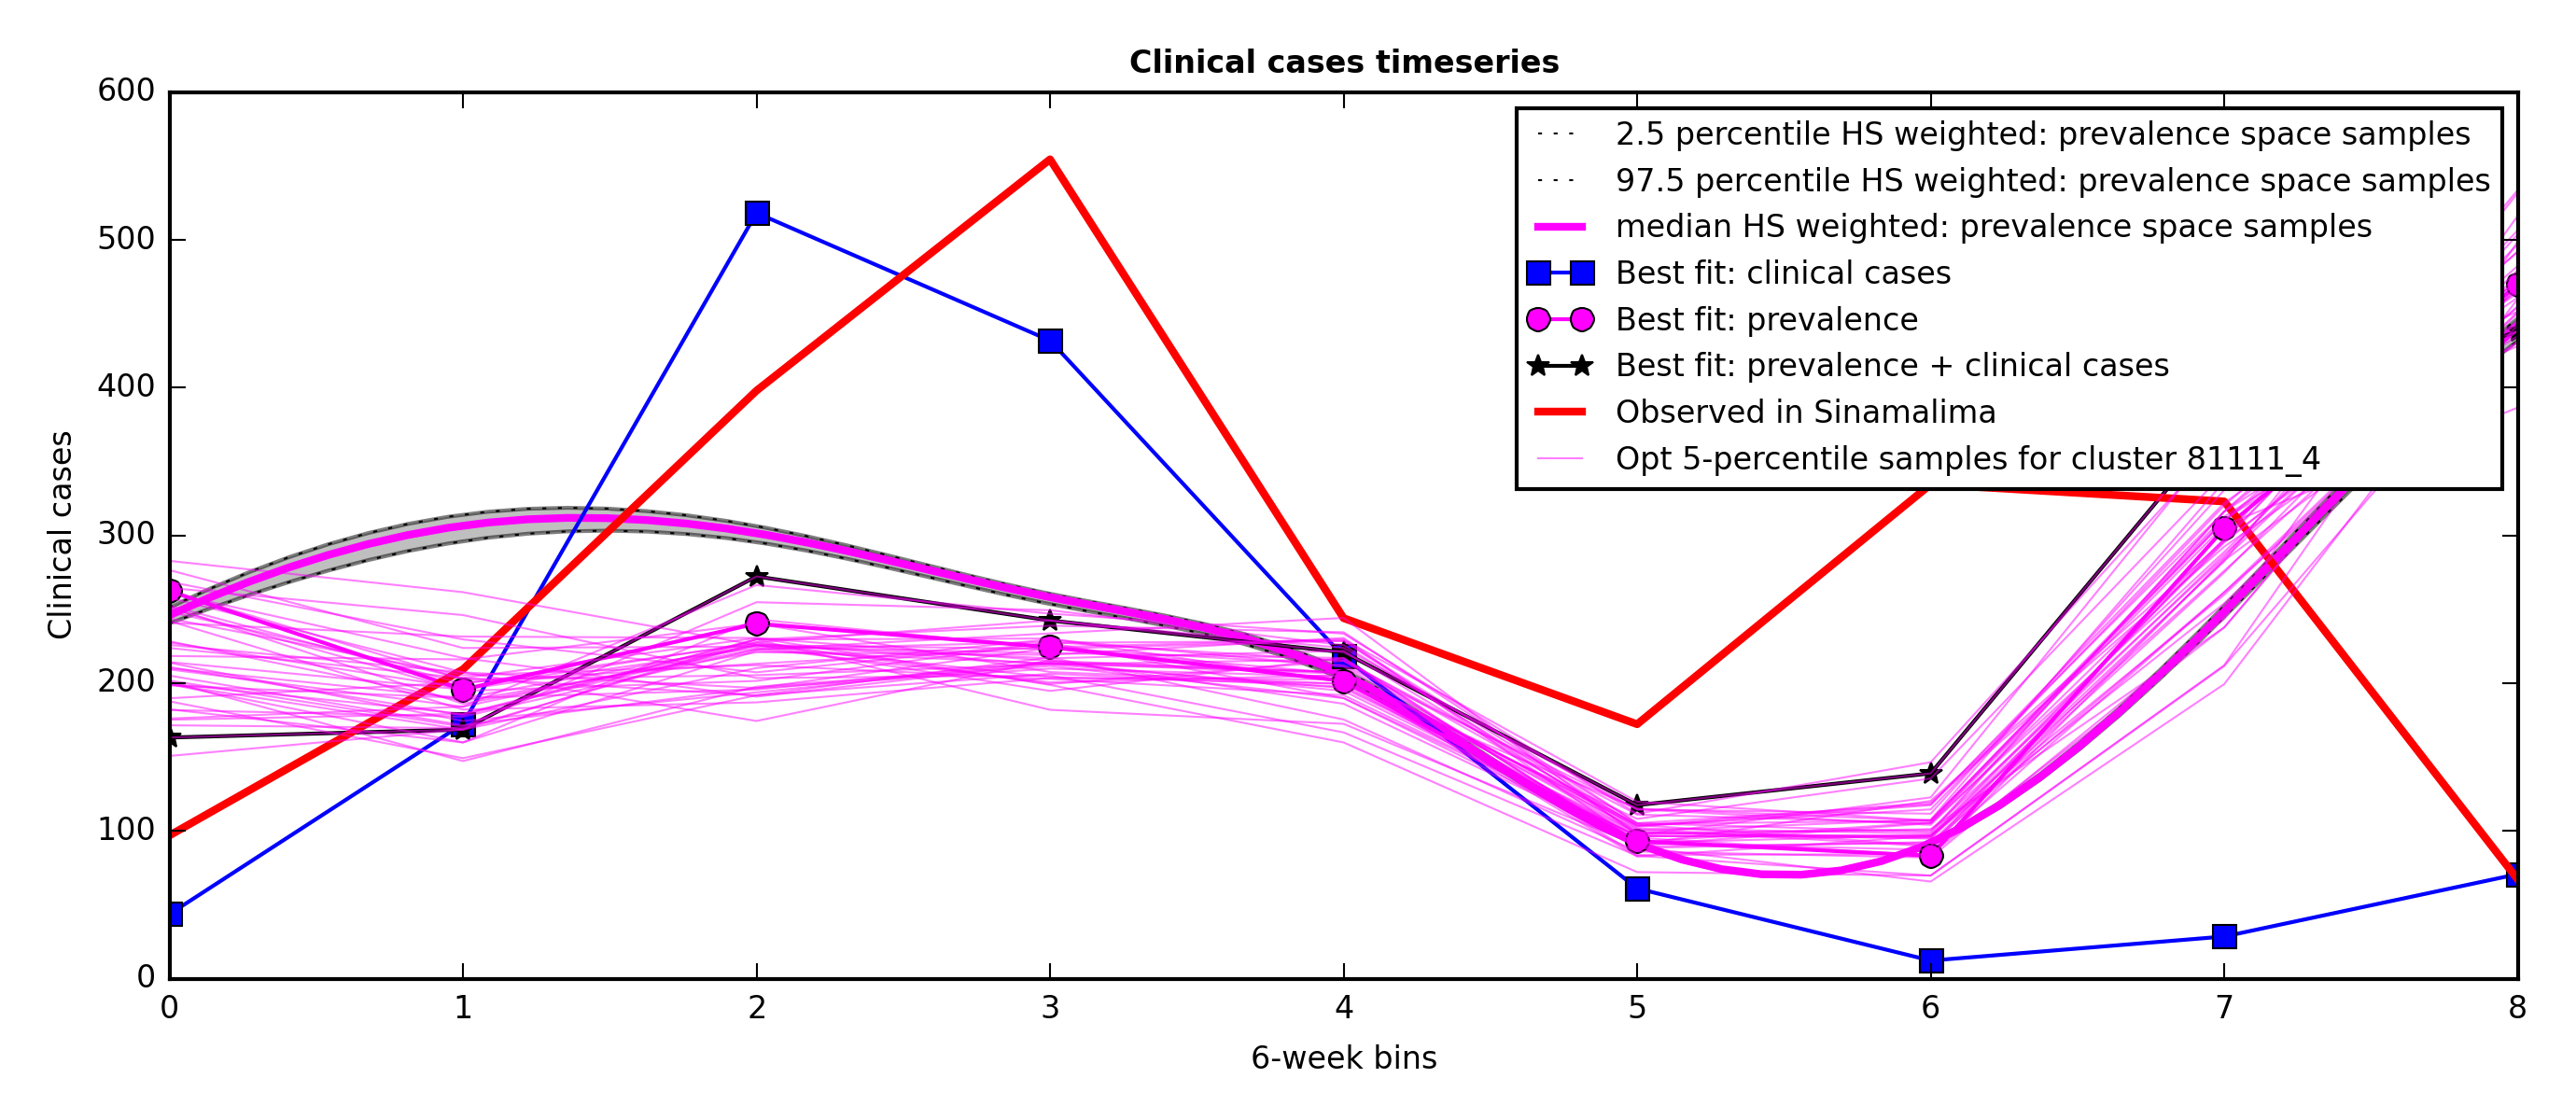 Clinical cases timeseries
600
500
400
300
200
100
0
Clinical cases
2.5 percentile HS weighted: prevalence space samples
97.5 percentile HS weighted: prevalence space samples
median HS weighted: prevalence space samples
Best fit: clinical cases
Best fit: prevalence
Best fit: prevalence + clinical cases
Observed in Sinamalima
Opt 5-percentile samples for cluster 81111_4
0 1 2 3 4 5 6 7 8
6-week bins